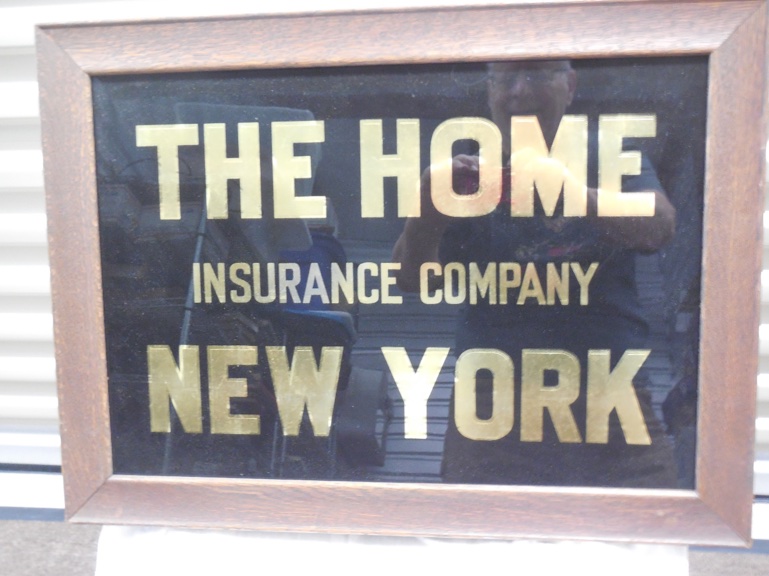 THE HOME
INSURANCE COMPANY
NEW YORK